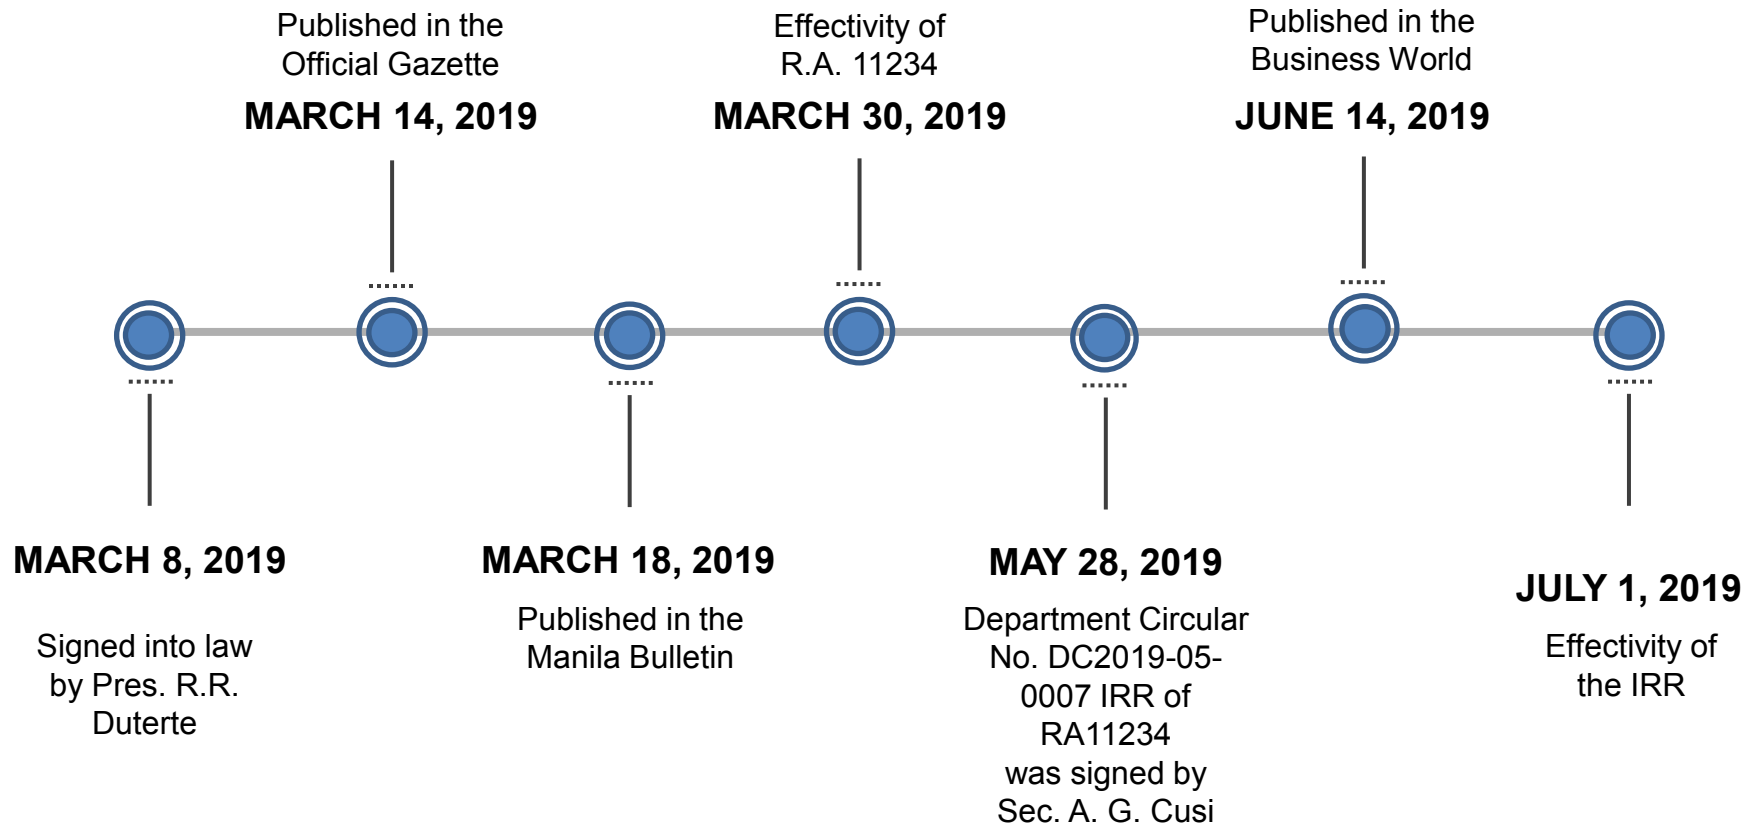 Published in the
Official Gazette
MARCH 14, 2019
Effectivity of
R.A. 11234
MARCH 30, 2019
Published in the
Business World
JUNE 14, 2019
MARCH 8, 2019
Signed into law
by Pres. R.R.
Duterte
MARCH 18, 2019
Published in the
Manila Bulletin
MAY 28, 2019
Department Circular
No. DC2019-05-
0007 IRR of
RA11234
was signed by
Sec. A. G. Cusi
JULY 1, 2019
Effectivity of
the IRR